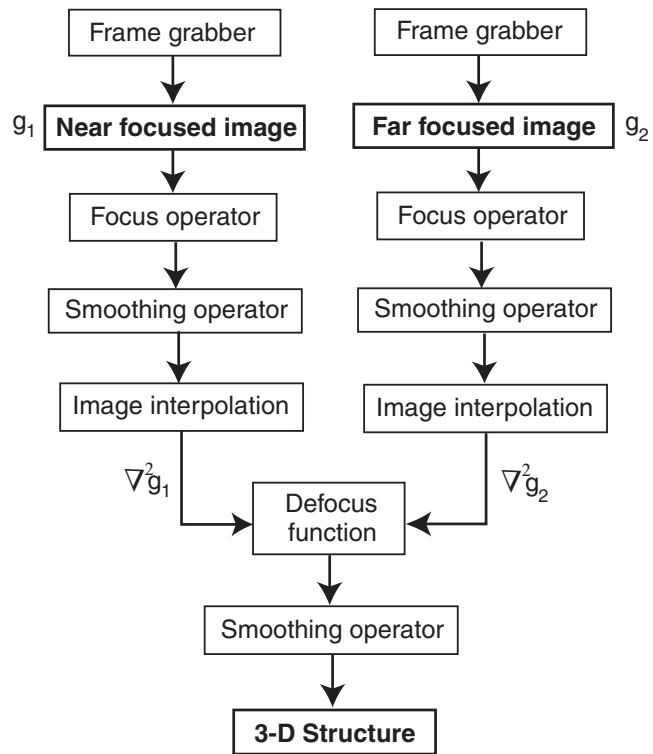 Frame grabber
Frame grabber
g₁ Near focused image
Far focused image g₂
Focus operator
Focus operator
Smoothing operator
Smoothing operator
Image interpolation
Image interpolation
∇²g₁
∇²g₂
Defocus
function
Smoothing operator
3-D Structure